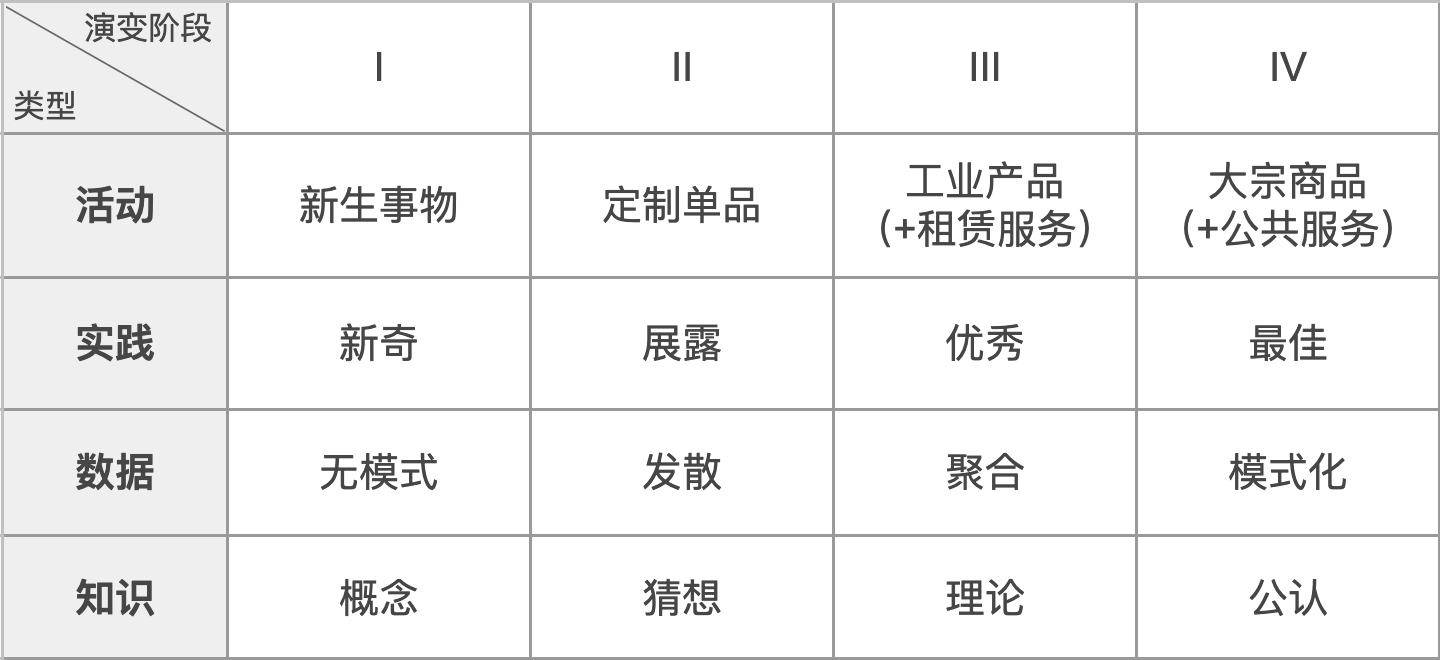 演变阶段
类型
I
II
III
IV
活动
新生事物
定制单品
工业产品
(+租赁服务)
大宗商品
(+公共服务)
实践
新奇
展露
优秀
最佳
数据
无模式
发散
聚合
模式化
知识
概念
猜想
理论
公认